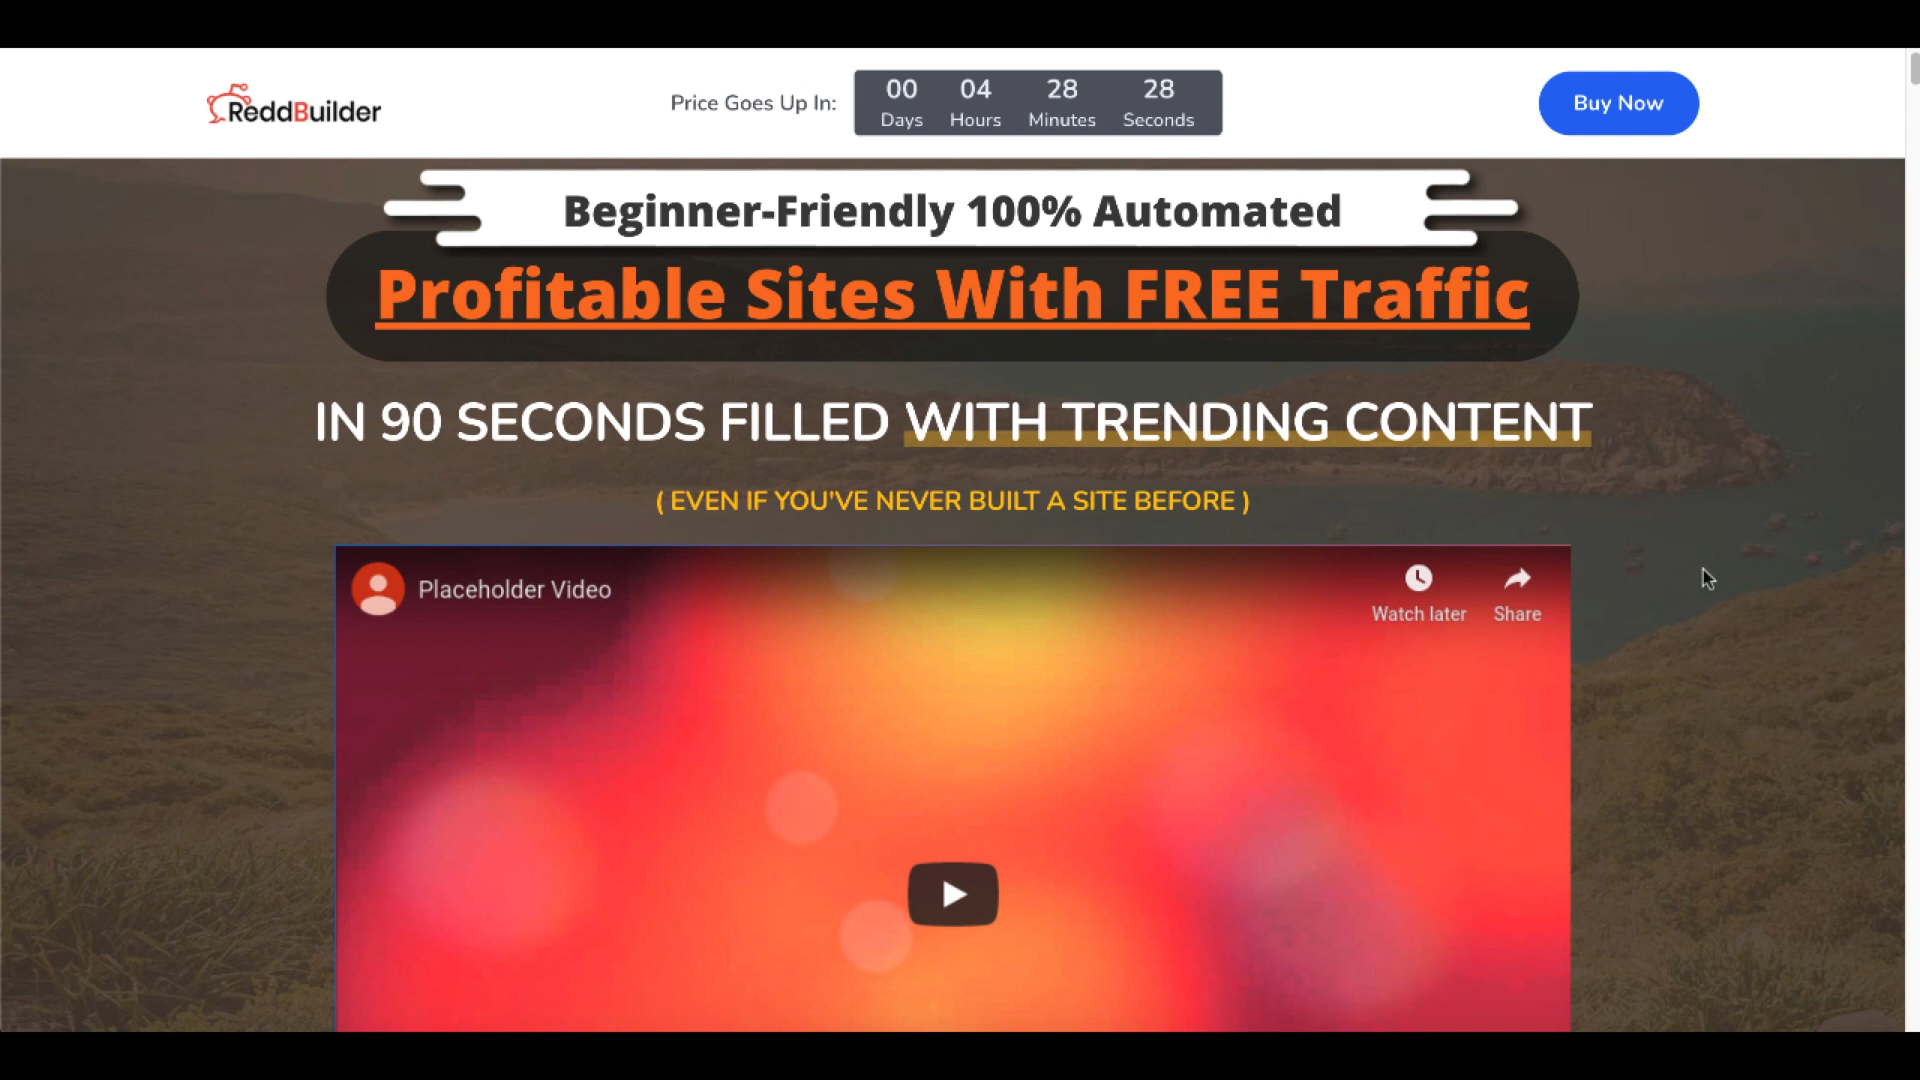 ReddBuilder
Price Goes Up In:
00 04 28 28
Days Hours Minutes Seconds
Buy Now
Beginner-Friendly 100% Automated
Profitable Sites With FREE Traffic
IN 90 SECONDS FILLED WITH TRENDING CONTENT
( EVEN IF YOU'VE NEVER BUILT A SITE BEFORE )
Placeholder Video
Watch later Share